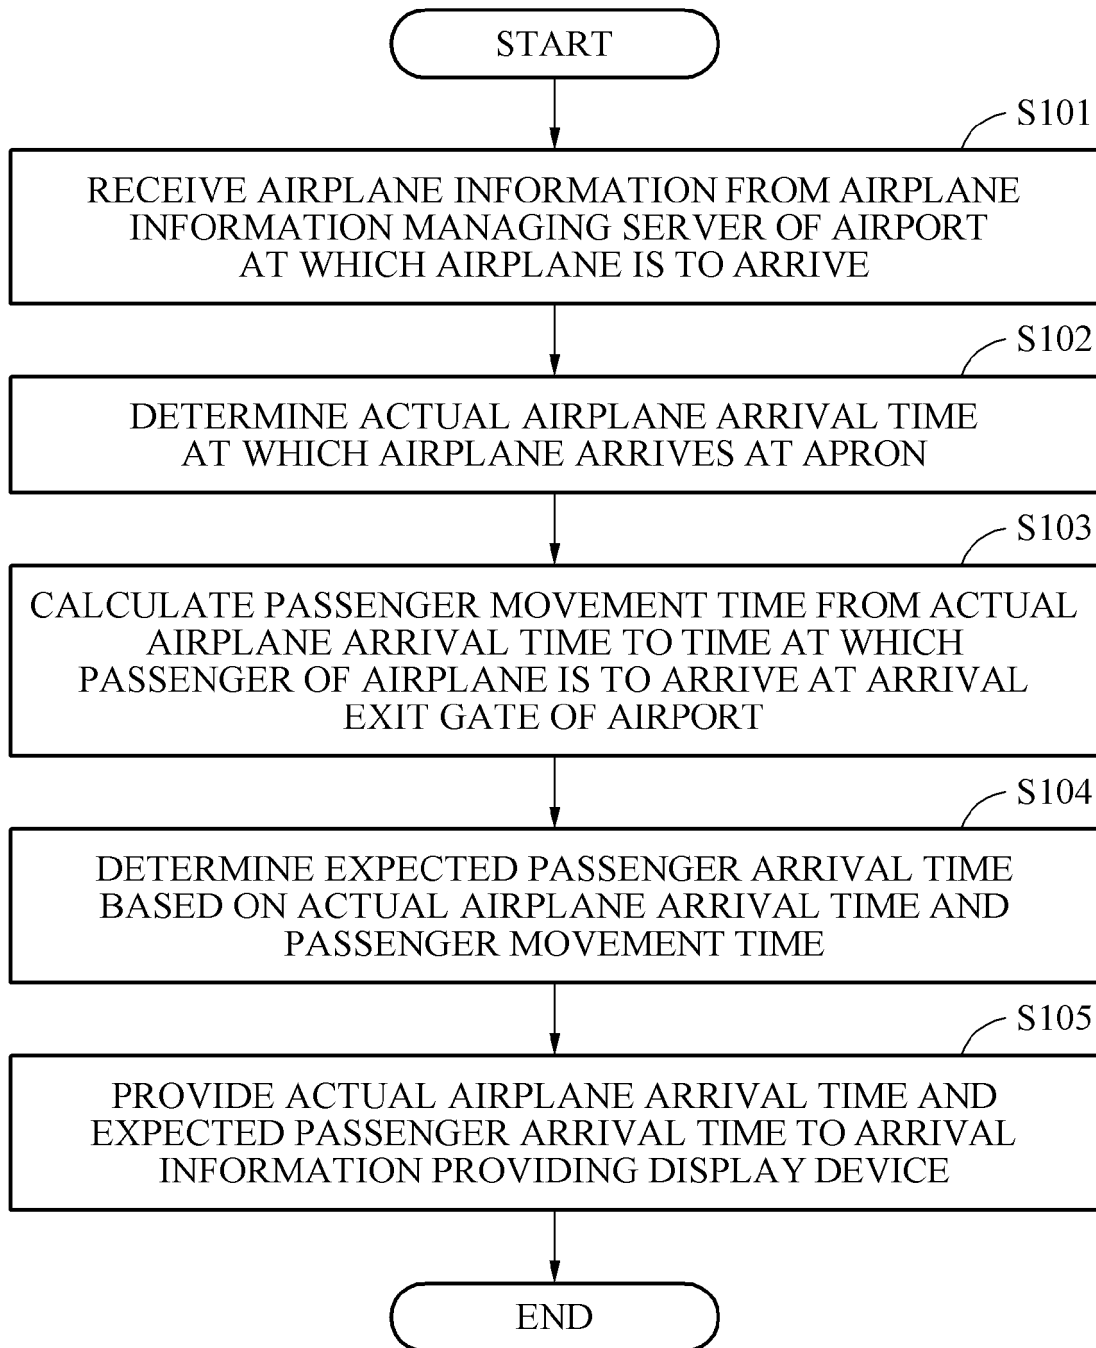 START
S101
RECEIVE AIRPLANE INFORMATION FROM AIRPLANE
INFORMATION MANAGING SERVER OF AIRPORT
AT WHICH AIRPLANE IS TO ARRIVE
S102
DETERMINE ACTUAL AIRPLANE ARRIVAL TIME
AT WHICH AIRPLANE ARRIVES AT APRON
S103
CALCULATE PASSENGER MOVEMENT TIME FROM ACTUAL
AIRPLANE ARRIVAL TIME TO TIME AT WHICH
PASSENGER OF AIRPLANE IS TO ARRIVE AT ARRIVAL
EXIT GATE OF AIRPORT
S104
DETERMINE EXPECTED PASSENGER ARRIVAL TIME
BASED ON ACTUAL AIRPLANE ARRIVAL TIME AND
PASSENGER MOVEMENT TIME
S105
PROVIDE ACTUAL AIRPLANE ARRIVAL TIME AND
EXPECTED PASSENGER ARRIVAL TIME TO ARRIVAL
INFORMATION PROVIDING DISPLAY DEVICE
END